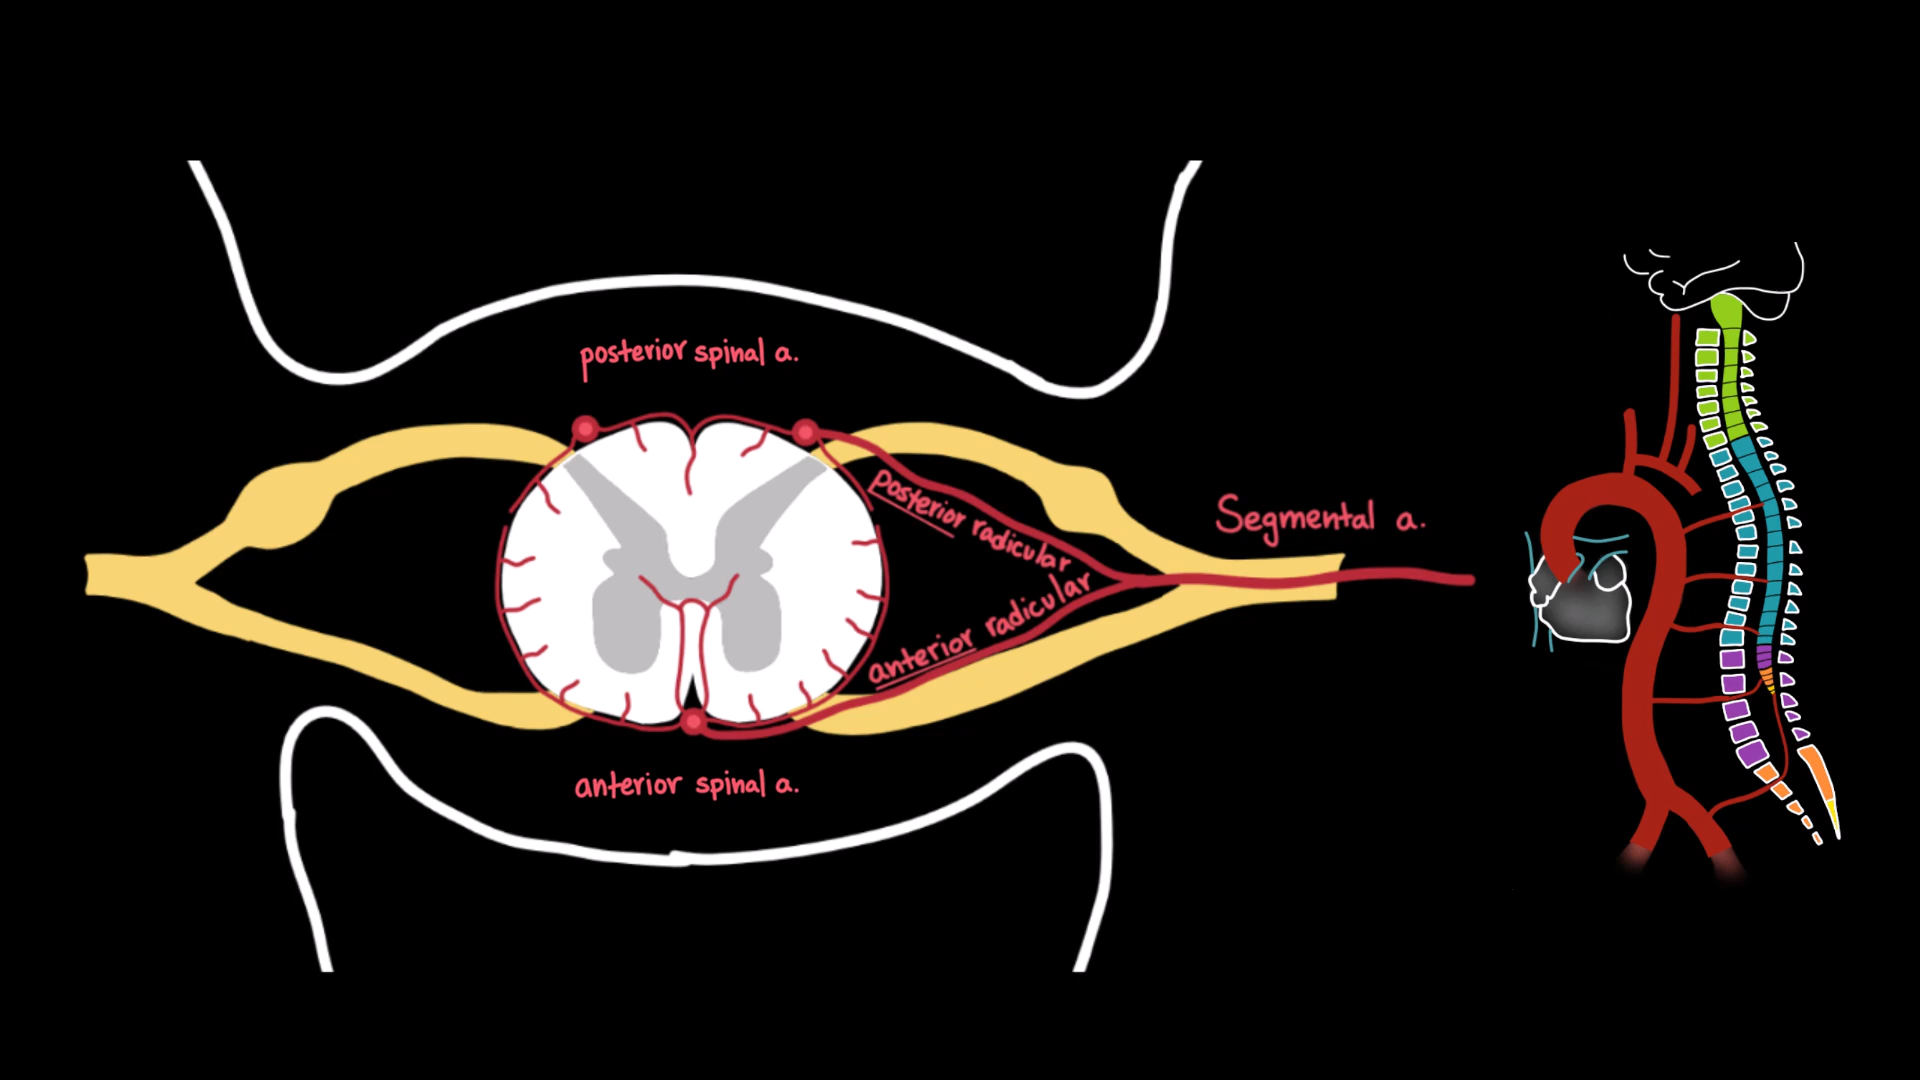 posterior spinal a.
posterior radicular
Segmental a.
anterior radicular
anterior spinal a.